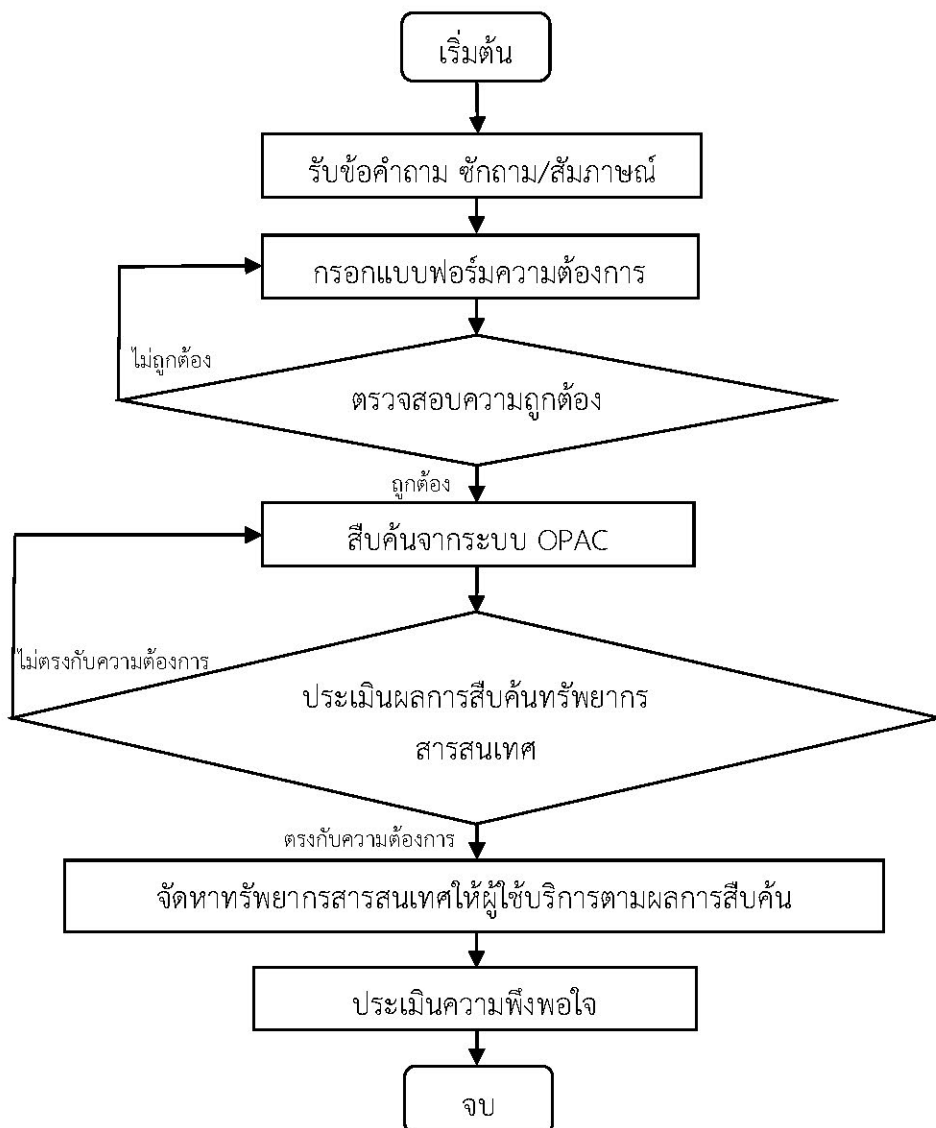 เริ่มต้น
รับข้อคำถาม ซักถาม/สัมภาษณ์
กรอกแบบฟอร์มความต้องการ
ไม่ถูกต้อง
ตรวจสอบความถูกต้อง
ถูกต้อง
สืบค้นจากระบบ OPAC
ไม่ตรงกับความต้องการ
ประเมินผลการสืบค้นทรัพยากร
สารสนเทศ
ตรงกับความต้องการ
จัดหาทรัพยากรสารสนเทศให้ผู้ใช้บริการตามผลการสืบค้น
ประเมินความพึงพอใจ
จบ